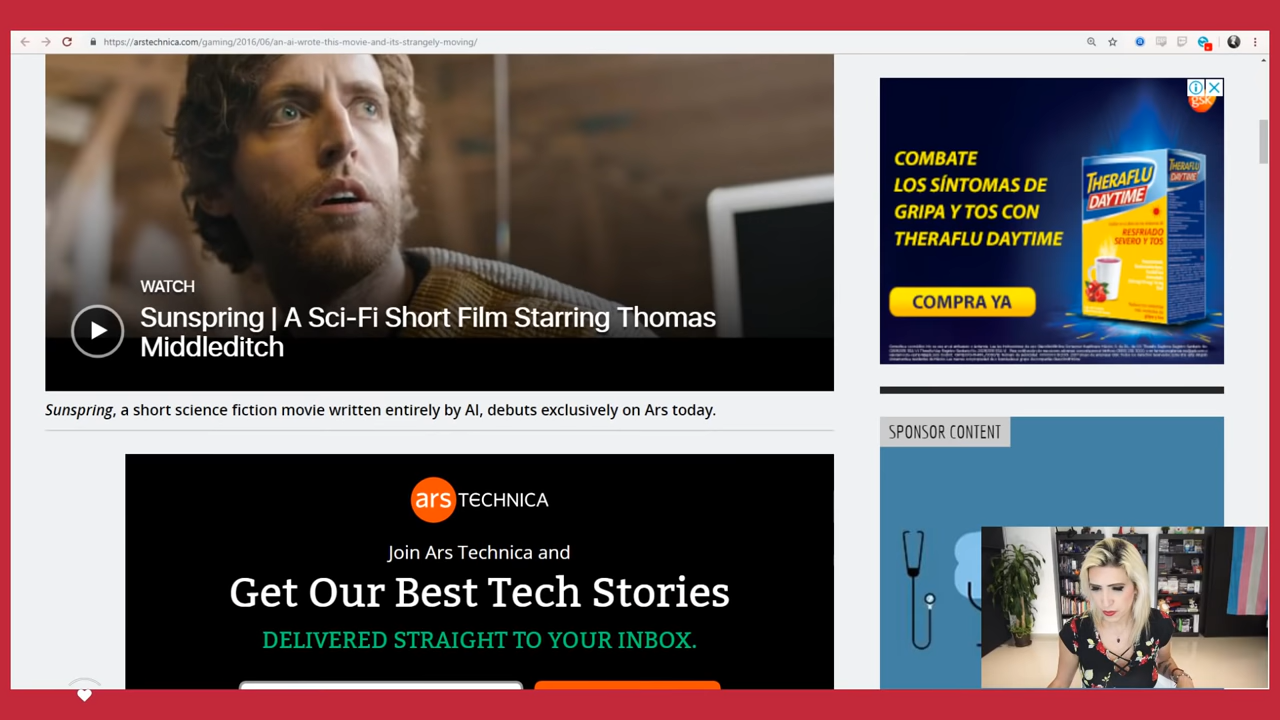 https://arstechnica.com/gaming/2016/06/an-ai-wrote-this-movie-and-its-strangely-moving/
WATCH
Sunspring | A Sci-Fi Short Film Starring Thomas
Middleditch
Sunspring, a short science fiction movie written entirely by AI, debuts exclusively on Ars today.
ars TECHNICA
Join Ars Technica and
Get Our Best Tech Stories
DELIVERED STRAIGHT TO YOUR INBOX.
gsk
COMBATE
LOS SÍNTOMAS DE
GRIPA Y TOS CON
THERAFLU DAYTIME
COMPRA YA
THERAFLU
DAYTIME
RESFRIADO
SEVERO Y TOS
SPONSOR CONTENT